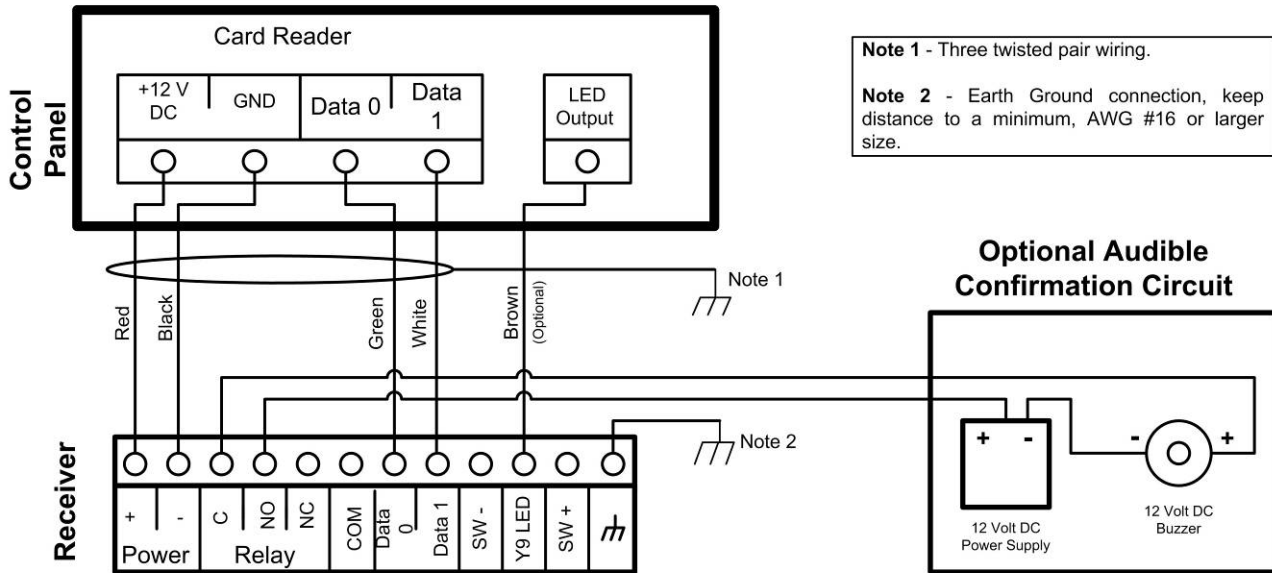 Control
Panel
Card Reader
+12 V
DC
GND
Data 0
Data
1
LED
Output
Note 1 - Three twisted pair wiring.
Note 2 - Earth Ground connection, keep
distance to a minimum, AWG #16 or larger
size.
Red
Black
Green
White
Brown
(Optional)
Note 1
Optional Audible
Confirmation Circuit
+ -
- +
12 Volt DC
Power Supply
12 Volt DC
Buzzer
Note 2
Receiver
+
-
Power
C
NO
NC
Relay
COM
Data
0
Data 1
SW -
Y9 LED
SW +